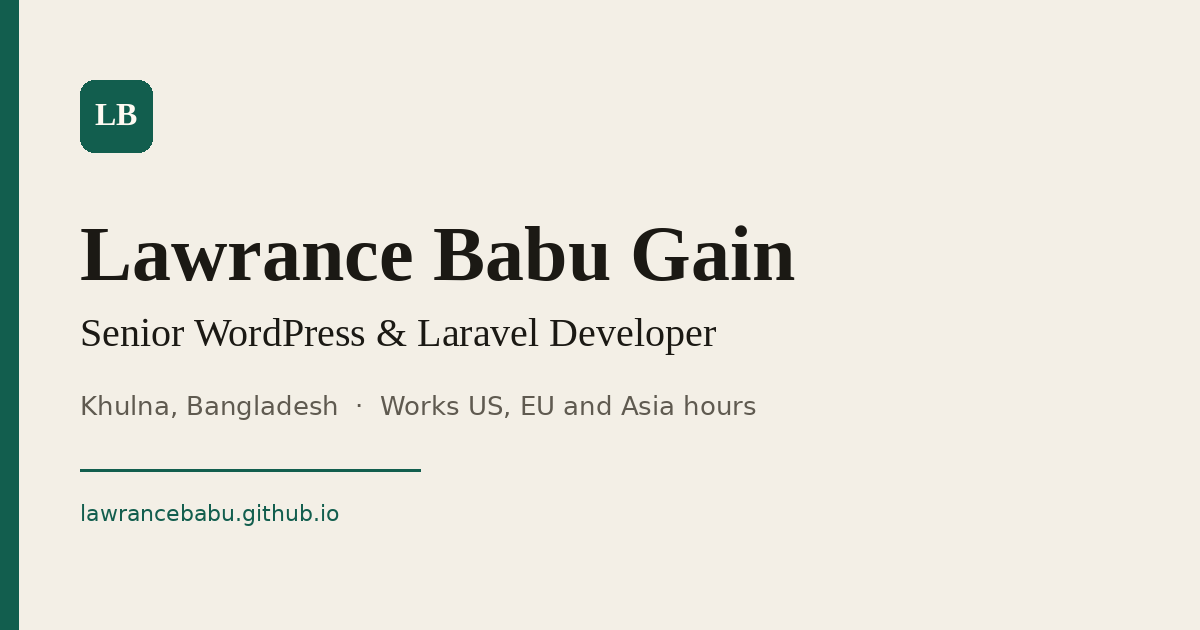 LB
Lawrance Babu Gain
Senior WordPress & Laravel Developer
Khulna, Bangladesh · Works US, EU and Asia hours
lawrancebabu.github.io